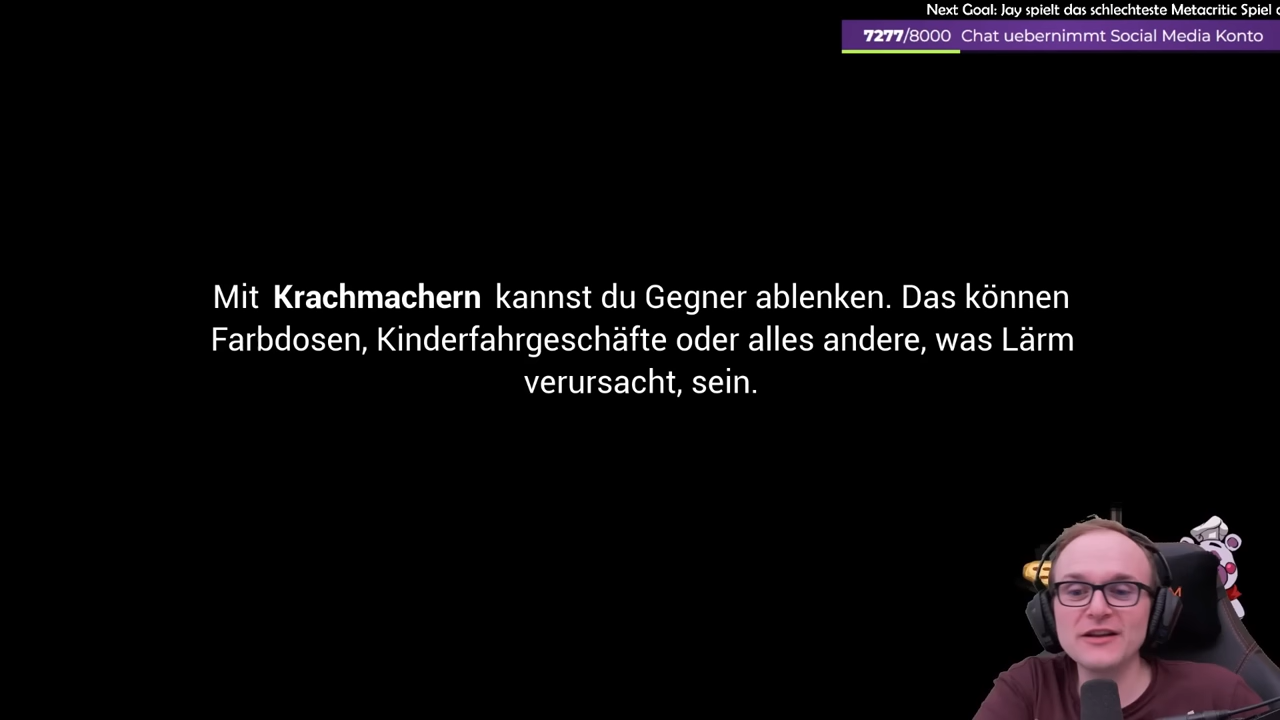 Next Goal: Jay spielt das schlechteste Metacritic Spiel
7277/8000 Chat uebernimmt Social Media Konto
Mit Krachmachern kannst du Gegner ablenken. Das können
Farbdosen, Kinderfahrgeschäfte oder alles andere, was Lärm
verursacht, sein.